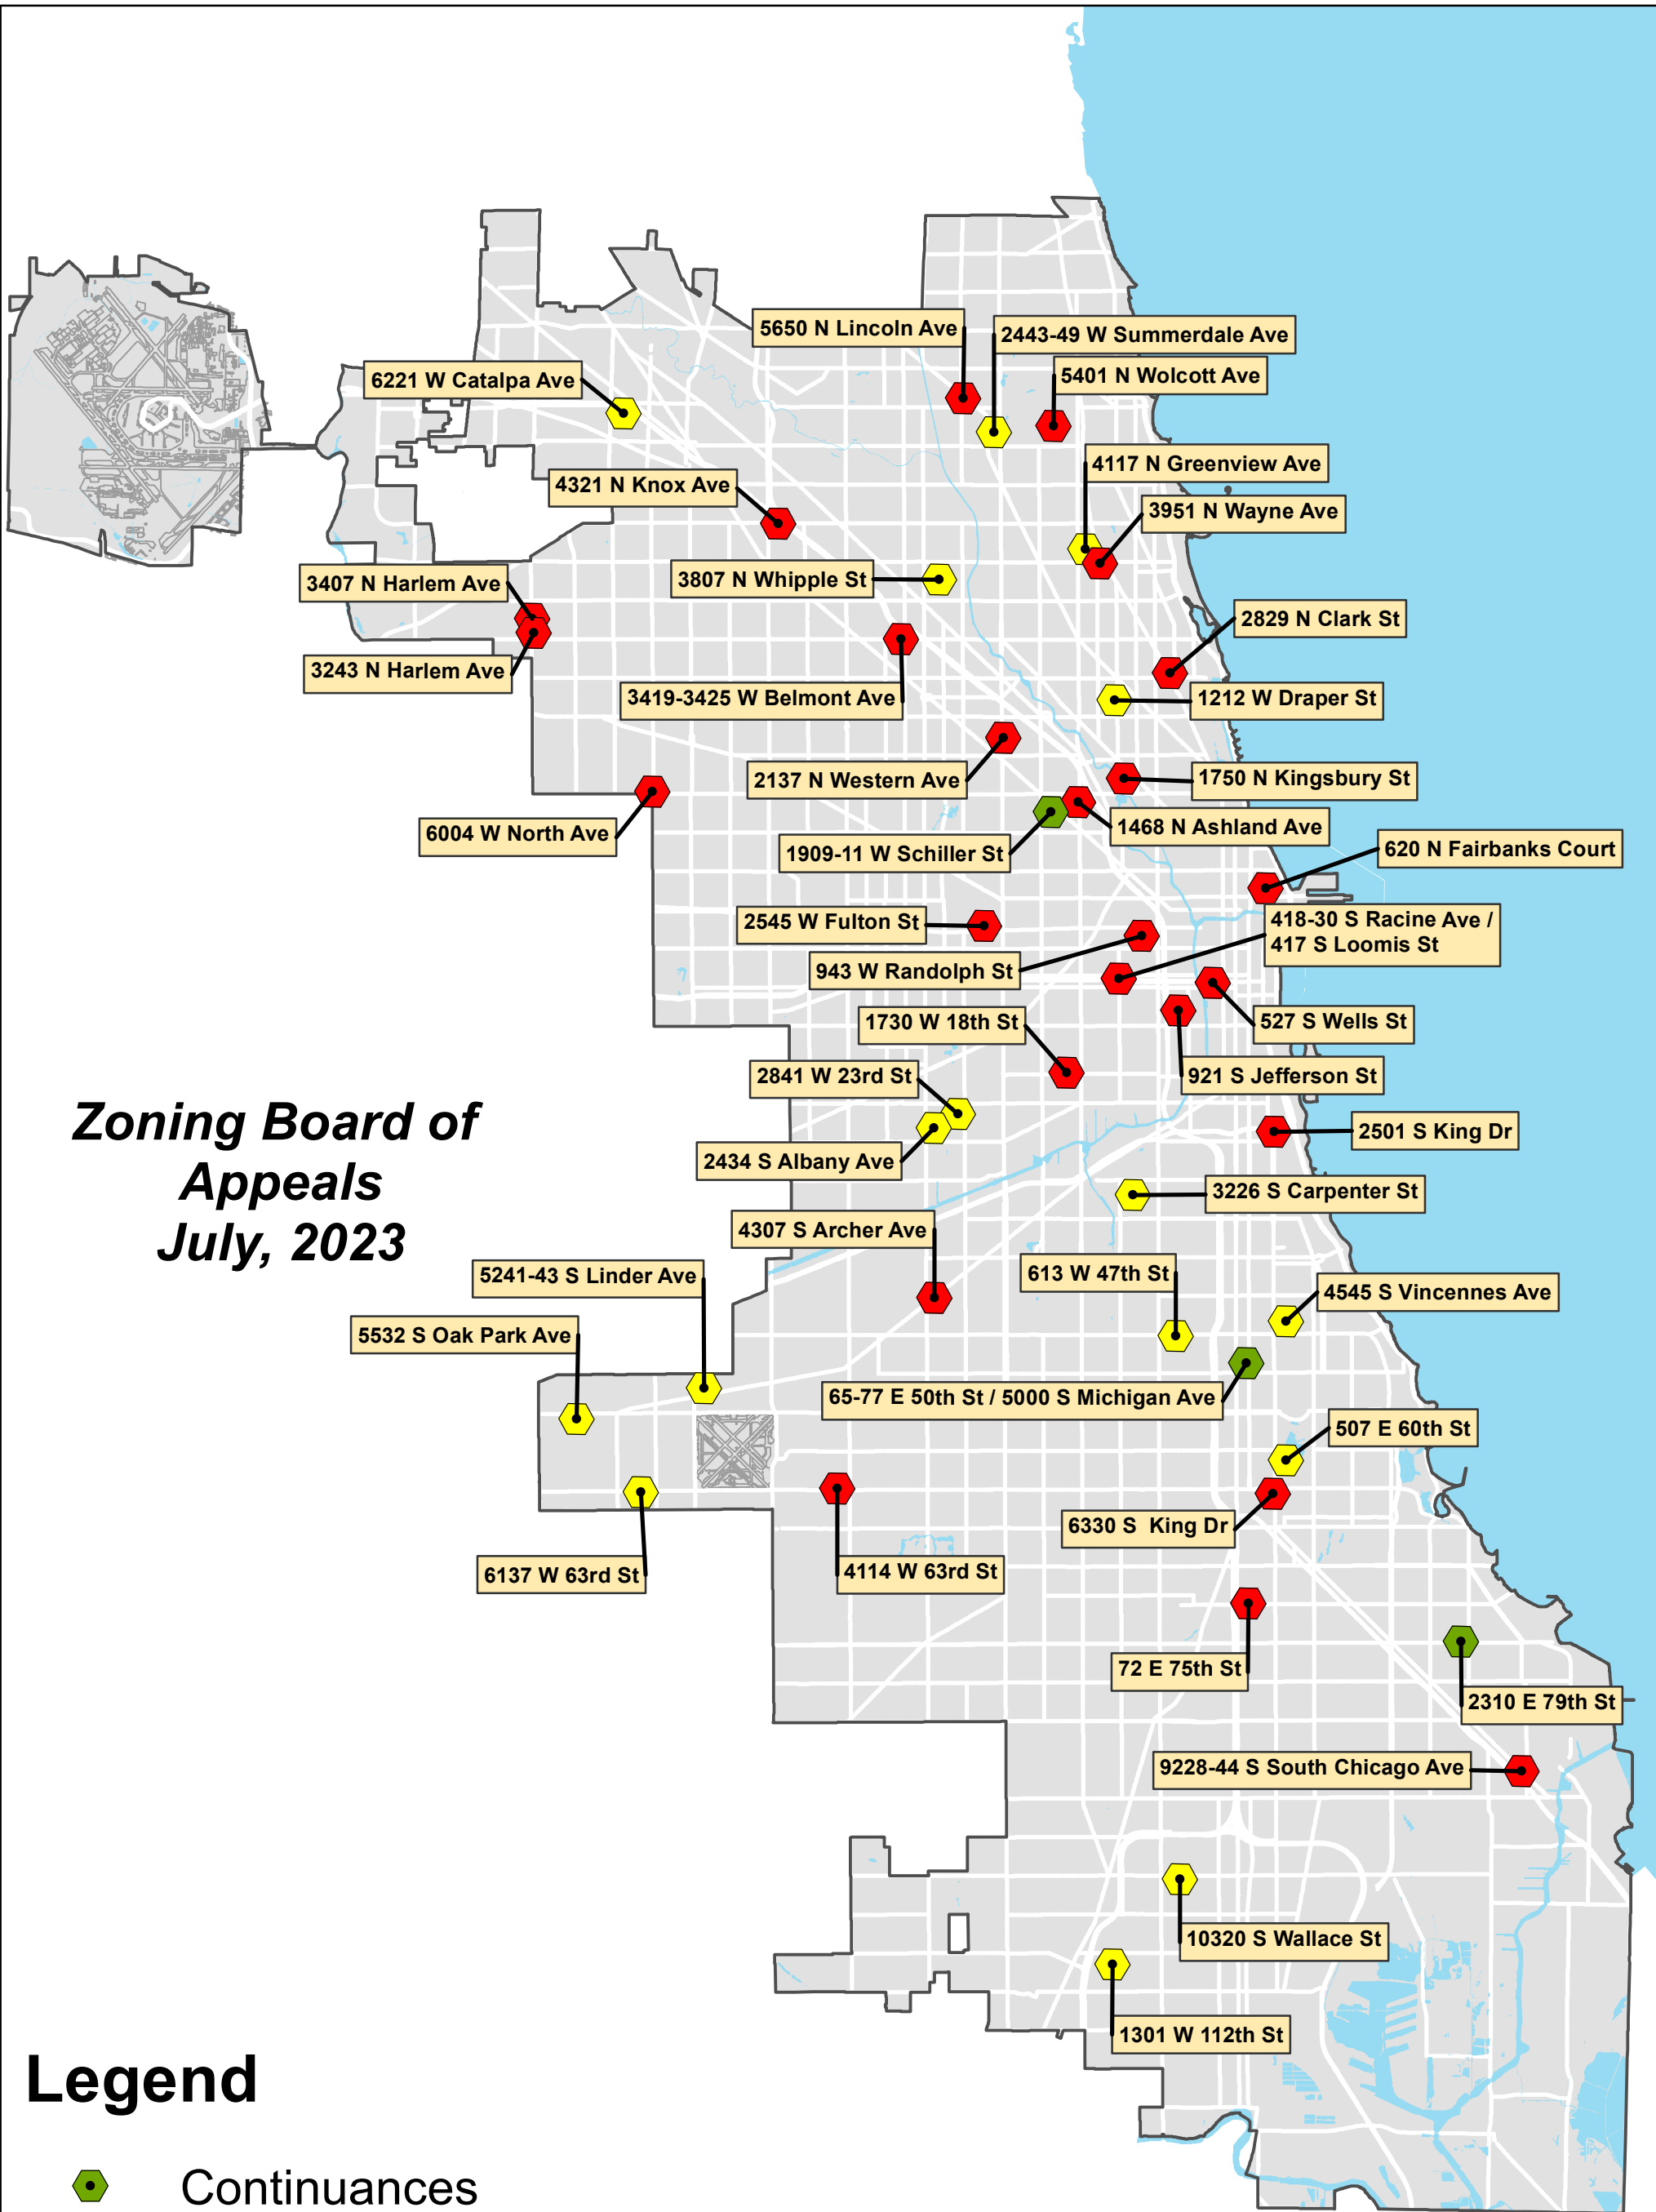 5650 N Lincoln Ave
2443-49 W Summerdale Ave
6221 W Catalpa Ave
5401 N Wolcott Ave
4117 N Greenview Ave
4321 N Knox Ave
3951 N Wayne Ave
3407 N Harlem Ave
3807 N Whipple St
2829 N Clark St
3243 N Harlem Ave
3419-3425 W Belmont Ave
1212 W Draper St
2137 N Western Ave
1750 N Kingsbury St
6004 W North Ave
1468 N Ashland Ave
1909-11 W Schiller St
620 N Fairbanks Court
2545 W Fulton St
418-30 S Racine Ave /
417 S Loomis St
943 W Randolph St
1730 W 18th St
527 S Wells St
2841 W 23rd St
921 S Jefferson St
Zoning Board of
Appeals
July, 2023
2501 S King Dr
2434 S Albany Ave
3226 S Carpenter St
4307 S Archer Ave
5241-43 S Linder Ave
613 W 47th St
4545 S Vincennes Ave
5532 S Oak Park Ave
65-77 E 50th St / 5000 S Michigan Ave
507 E 60th St
6330 S King Dr
6137 W 63rd St
4114 W 63rd St
72 E 75th St
2310 E 79th St
9228-44 S South Chicago Ave
10320 S Wallace St
1301 W 112th St
Legend
Continuances